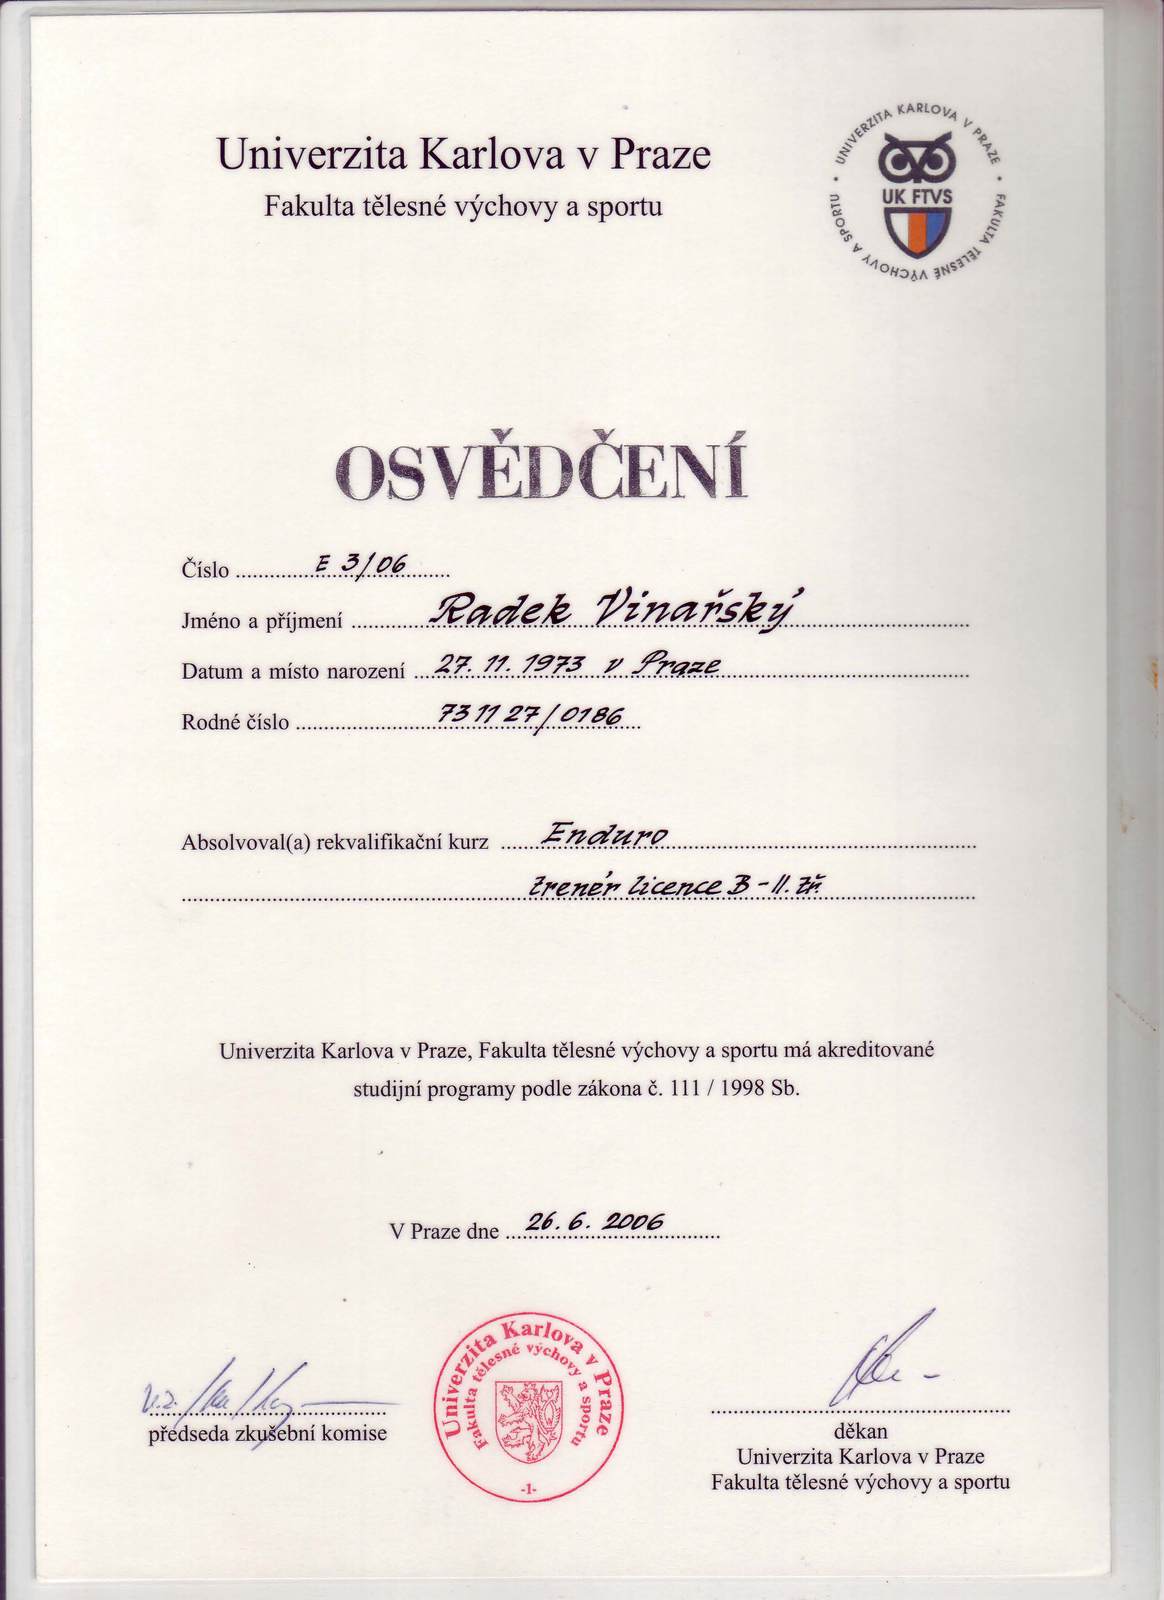 Univerzita Karlova v Praze
Fakulta tělesné výchovy a sportu
UNIVERZITA KARLOVA V PRAZE • FAKULTA TĚLESNÉ VÝCHOVY A SPORTU •
UK FTVS
OSVĚDČENÍ
Číslo E 3/06
Jméno a příjmení Radek Vinařský
Datum a místo narození 27. 11. 1973 v Praze
Rodné číslo 731127/0186
Absolvoval(a) rekvalifikační kurz Enduro
trenér licence B - II. tř.
Univerzita Karlova v Praze, Fakulta tělesné výchovy a sportu má akreditované
studijní programy podle zákona č. 111 / 1998 Sb.
V Praze dne 26. 6. 2006
v.z.
předseda zkušební komise
Univerzita Karlova v Praze
Fakulta tělesné výchovy a sportu
-1-
děkan
Univerzita Karlova v Praze
Fakulta tělesné výchovy a sportu